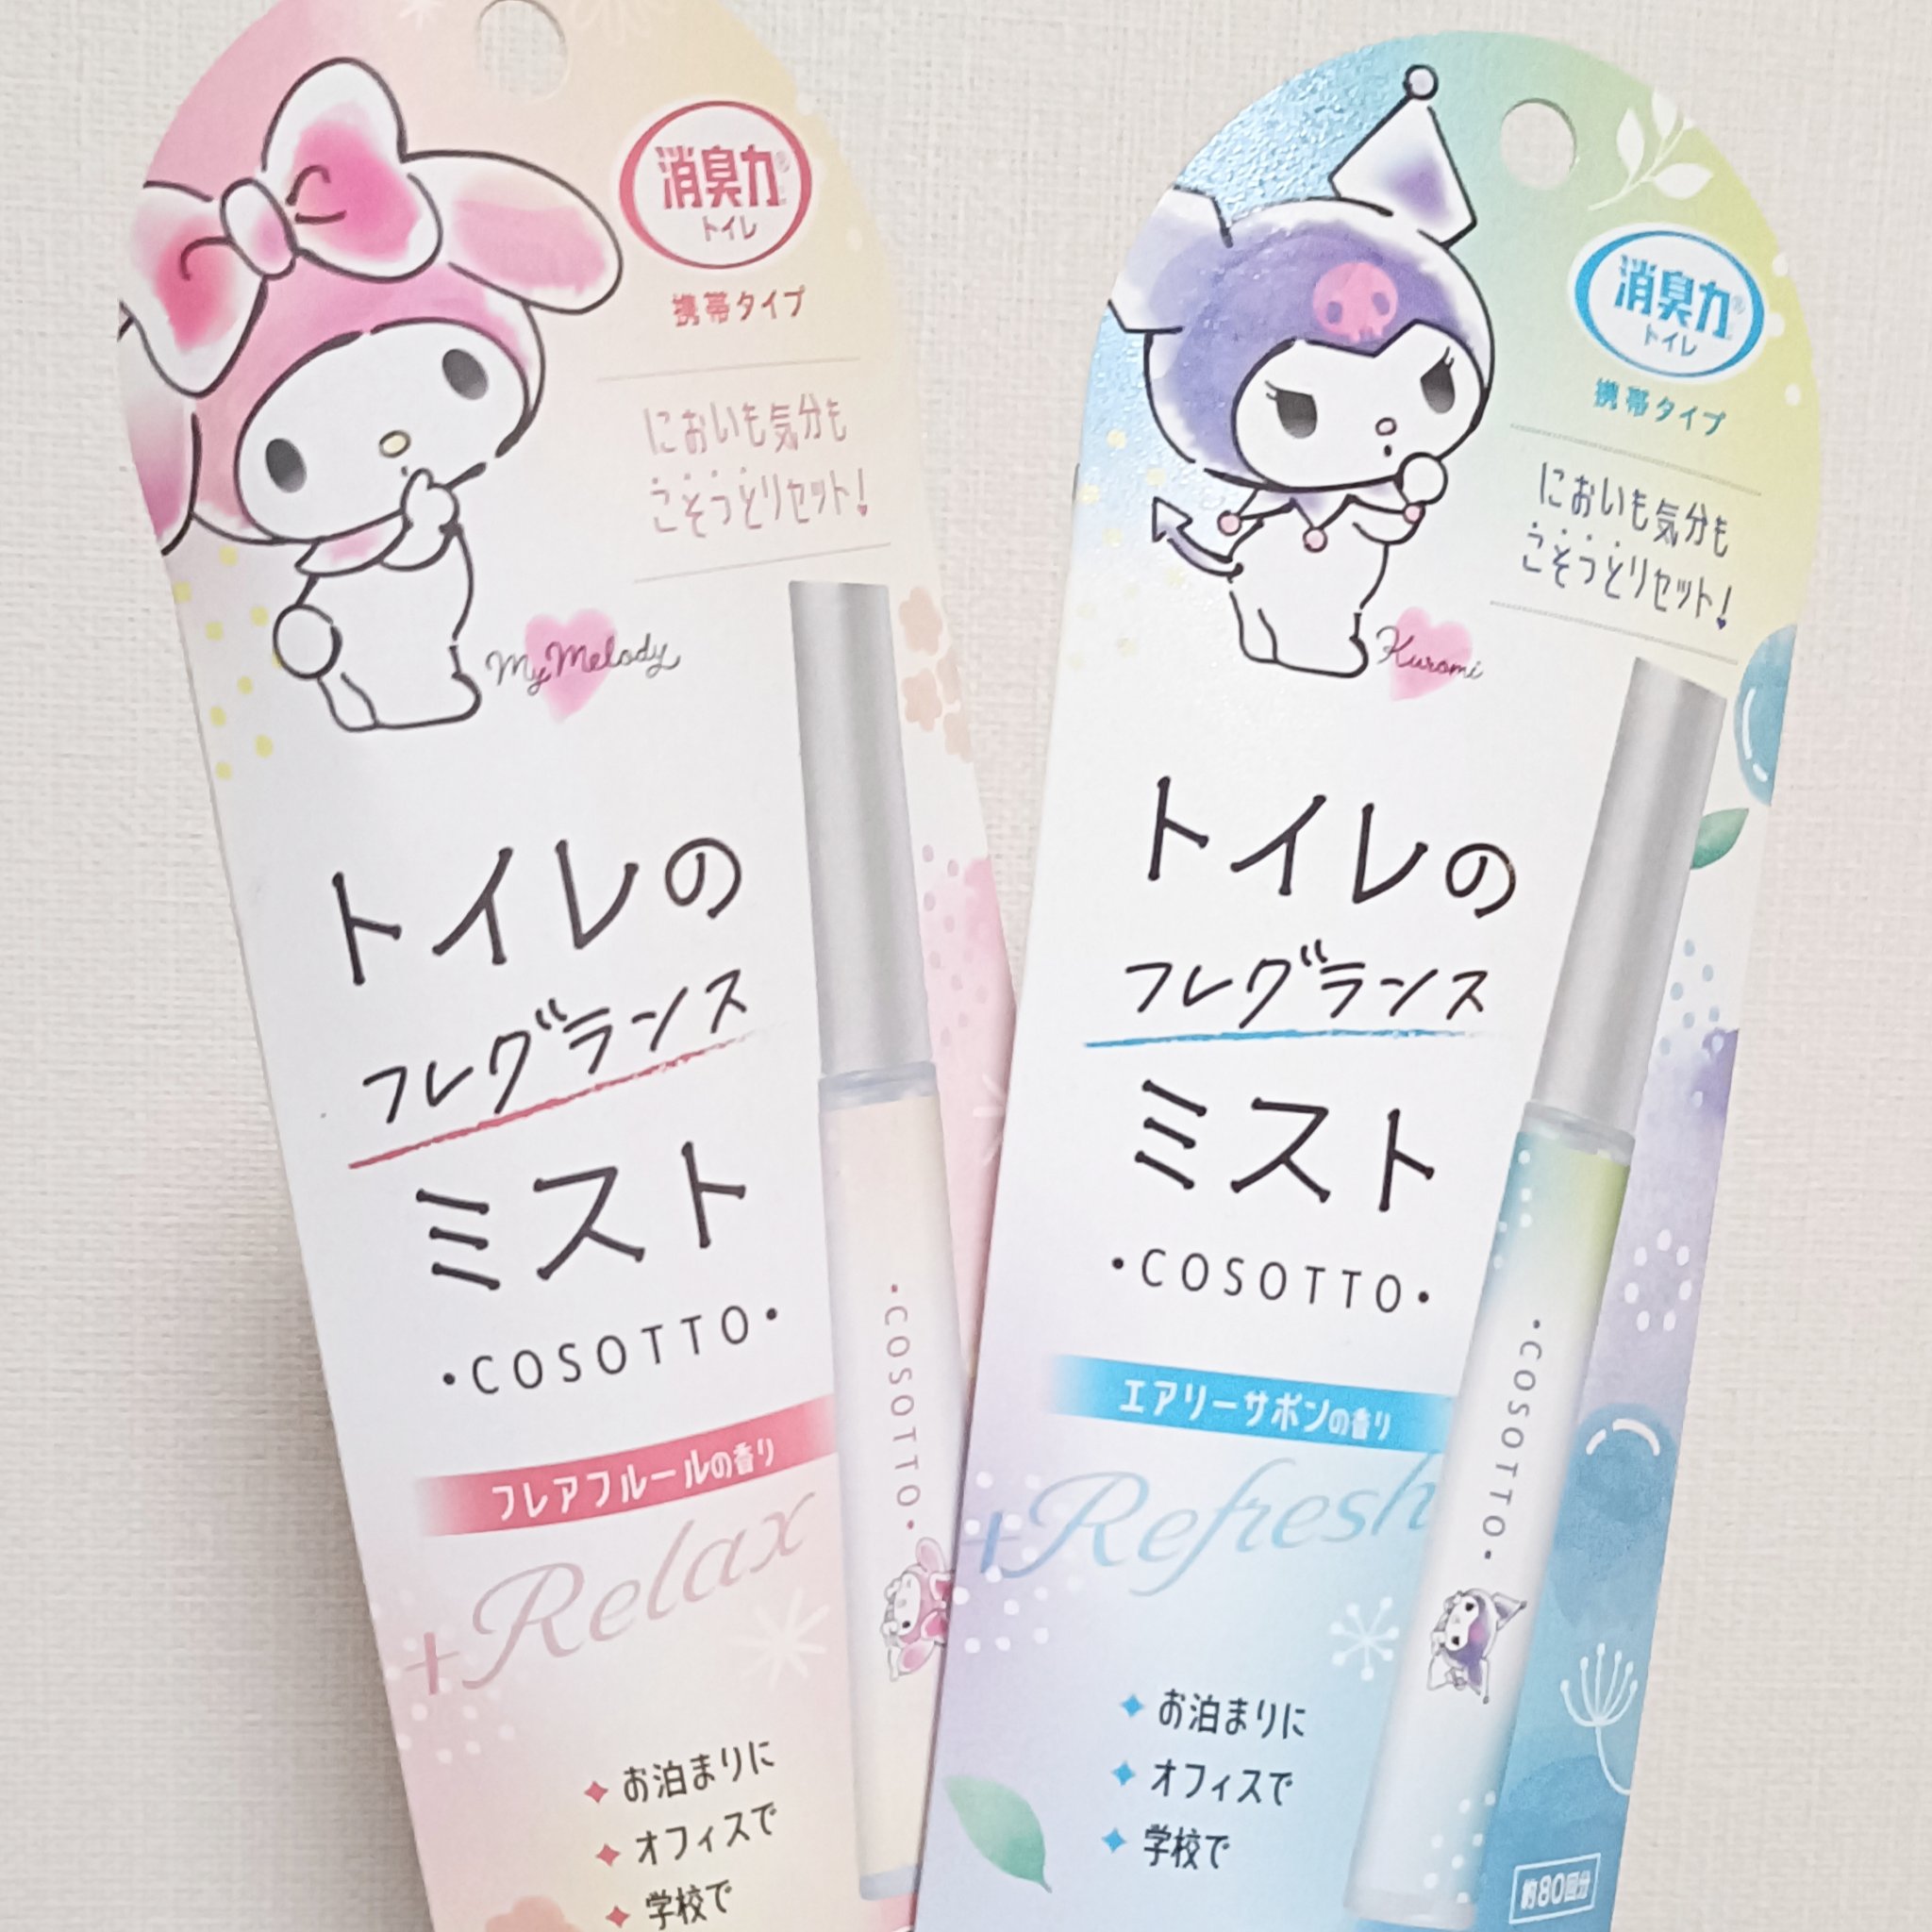 消臭力®
トイレ
携帯タイプ
においも気分も
こそっとリセット!
My Melody
トイレの
フレグランス
ミスト
・COSOTTO・
フレアフルールの香り
+Relax
お泊まりに
オフィスで
学校で
・COSOTTO・
消臭力®
トイレ
携帯タイプ
においも気分も
こそっとリセット!
Kuromi
トイレの
フレグランス
ミスト
・COSOTTO・
エアリーサボンの香り
+Refresh
お泊まりに
オフィスで
学校で
・COSOTTO・
約80回分